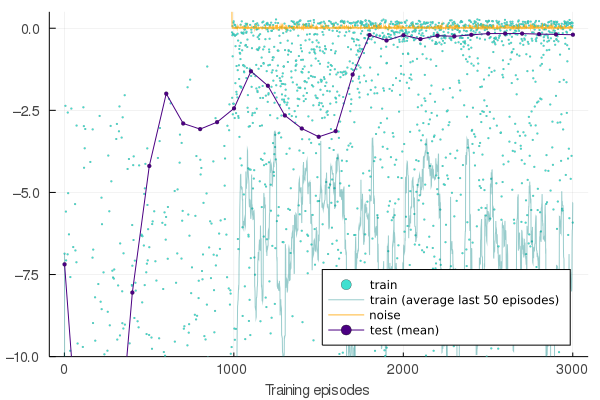 0.0
−2.5
−5.0
−7.5
−10.0
0
1000
2000
3000
Training episodes
train
train (average last 50 episodes)
noise
test (mean)